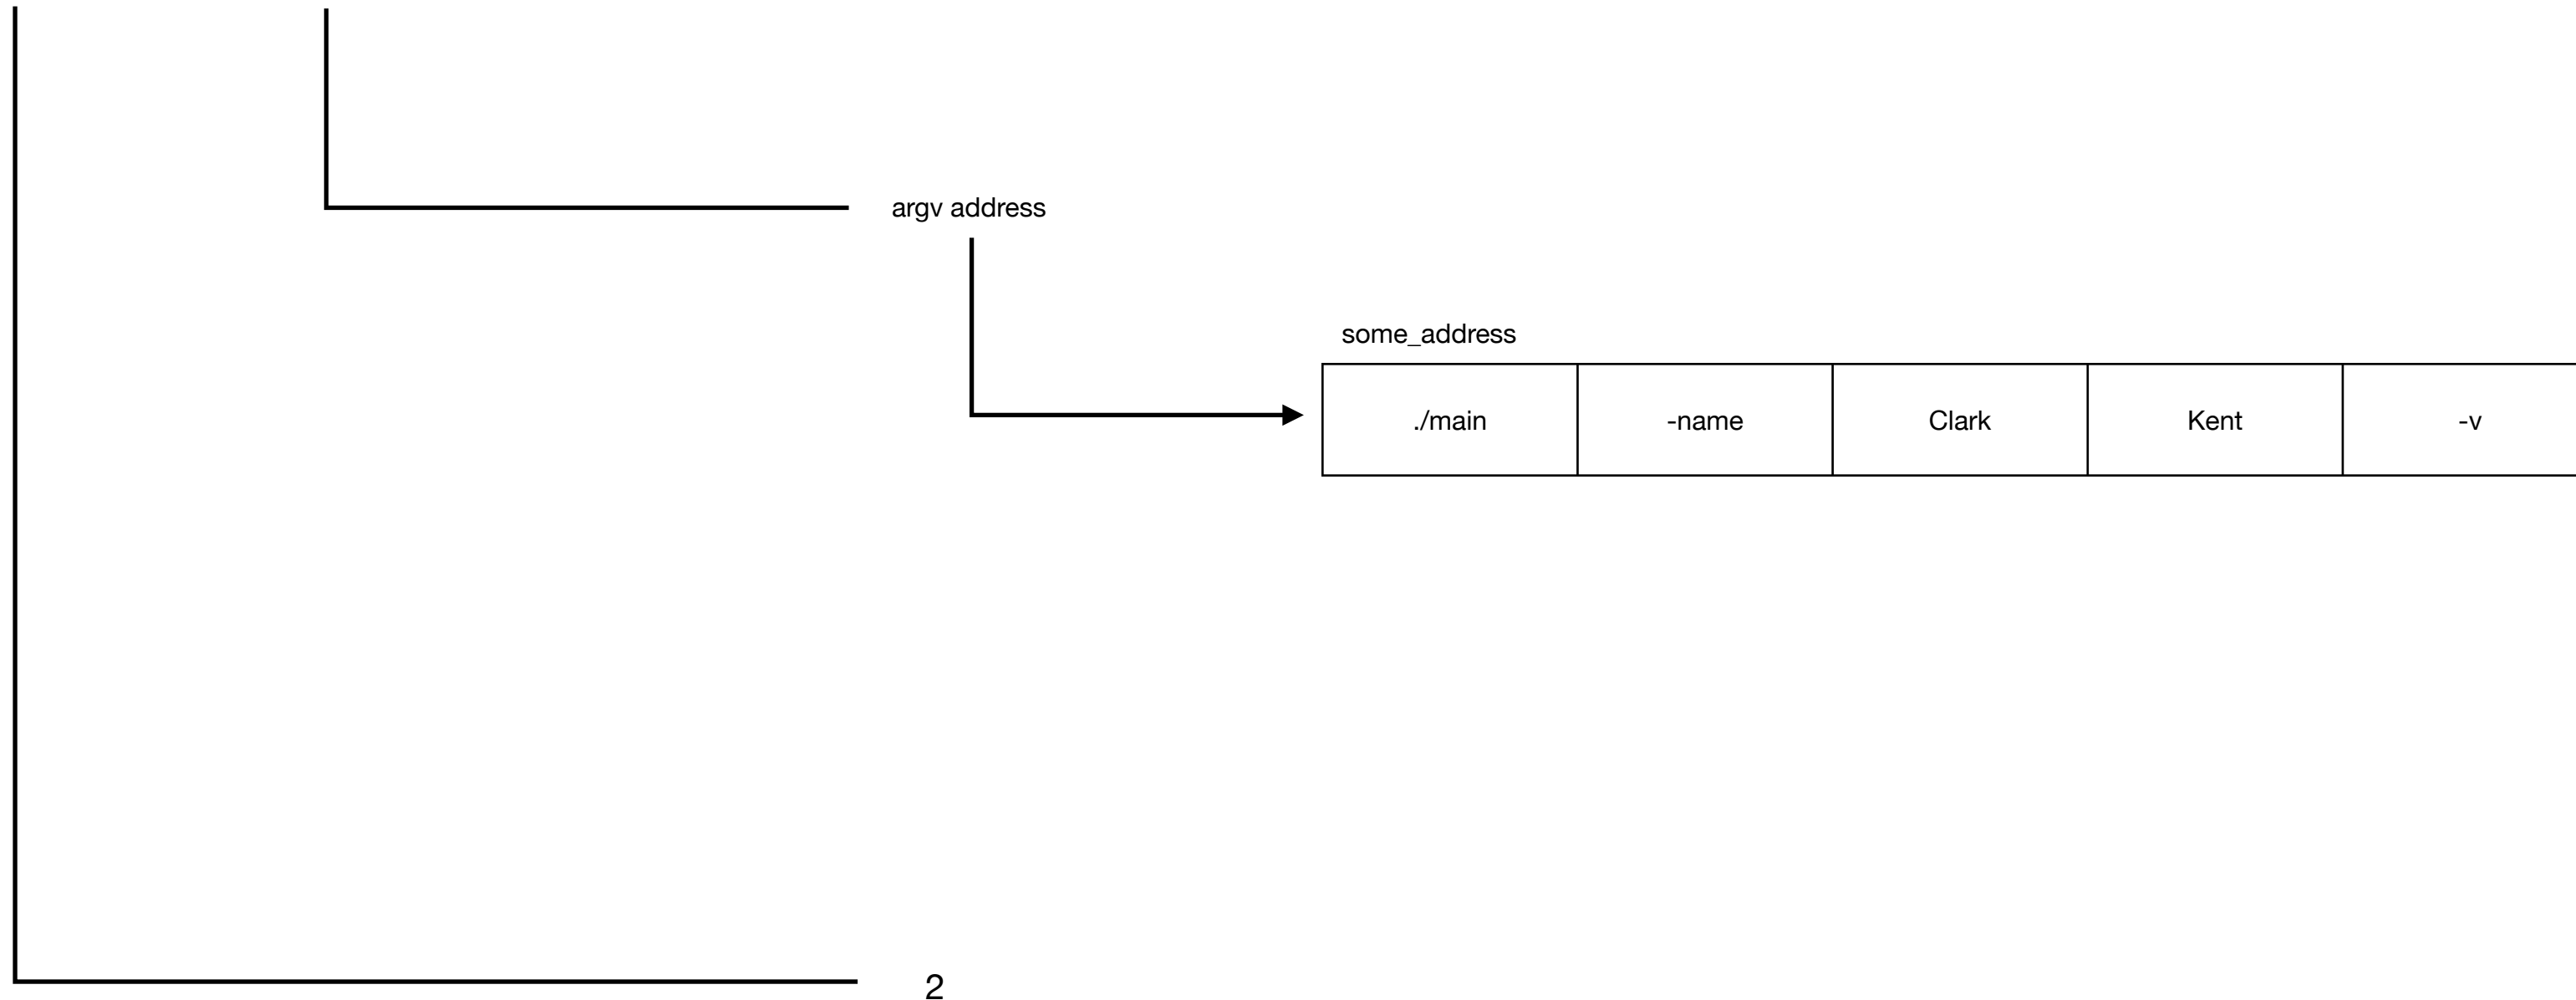 argv address
some_address
./main
-name
Clark
Kent
-v
2